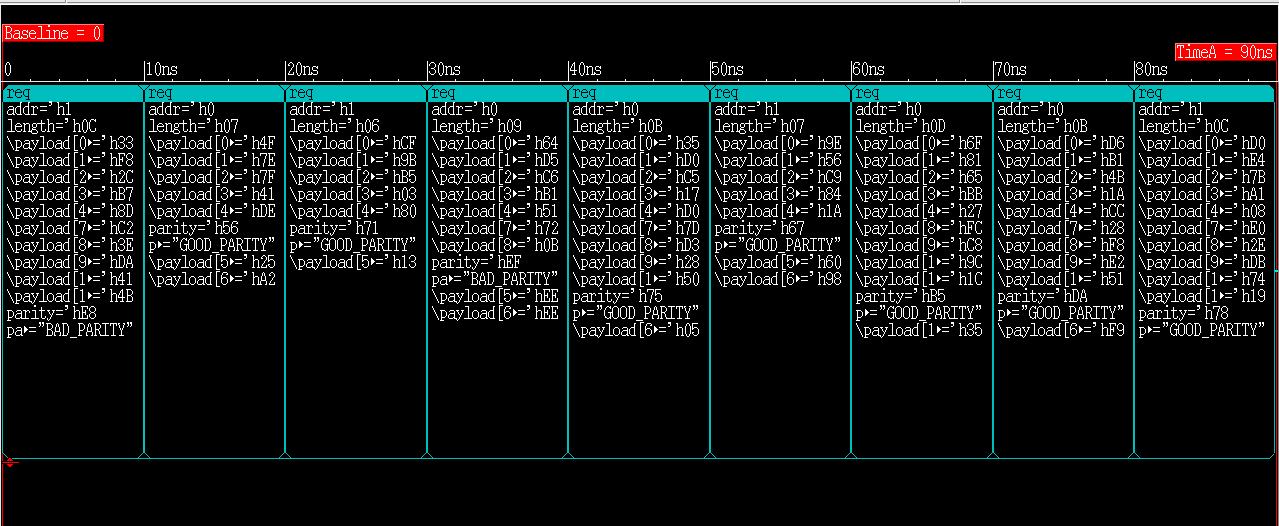 Baseline = 0
TimeA = 90ns
0 10ns 20ns 30ns 40ns 50ns 60ns 70ns 80ns
req
addr='h1
length='h0C
\payload[0▸='h33
\payload[1▸='hF8
\payload[2▸='h2C
\payload[3▸='hB7
\payload[4▸='h8D
\payload[7▸='hC2
\payload[8▸='h3E
\payload[9▸='hDA
\payload[1▸='h41
\payload[1▸='h4B
parity='hE8
pa▸="BAD_PARITY"
req
addr='h0
length='h07
\payload[0▸='h4F
\payload[1▸='h7E
\payload[2▸='h7F
\payload[3▸='h41
\payload[4▸='hDE
parity='h56
p▸="GOOD_PARITY"
\payload[5▸='h25
\payload[6▸='hA2
req
addr='h1
length='h06
\payload[0▸='hCF
\payload[1▸='h9B
\payload[2▸='hB5
\payload[3▸='h03
\payload[4▸='h80
parity='h71
p▸="GOOD_PARITY"
\payload[5▸='h13
req
addr='h0
length='h09
\payload[0▸='h64
\payload[1▸='hD5
\payload[2▸='hC6
\payload[3▸='hB1
\payload[4▸='h51
\payload[7▸='h72
\payload[8▸='h0B
parity='hEF
pa▸="BAD_PARITY"
\payload[5▸='hEE
\payload[6▸='hEE
req
addr='h0
length='h0B
\payload[0▸='h35
\payload[1▸='hD0
\payload[2▸='hC5
\payload[3▸='h17
\payload[4▸='hD0
\payload[7▸='h7D
\payload[8▸='hD3
\payload[9▸='h28
\payload[1▸='h50
parity='h75
p▸="GOOD_PARITY"
\payload[6▸='h05
req
addr='h1
length='h07
\payload[0▸='h9E
\payload[1▸='h56
\payload[2▸='hC9
\payload[3▸='h84
\payload[4▸='h1A
parity='h67
p▸="GOOD_PARITY"
\payload[5▸='h60
\payload[6▸='h98
req
addr='h0
length='h0D
\payload[0▸='h6F
\payload[1▸='h81
\payload[2▸='h65
\payload[3▸='hBB
\payload[4▸='h27
\payload[8▸='hFC
\payload[9▸='hC8
\payload[1▸='h9C
\payload[1▸='h1C
parity='hB5
p▸="GOOD_PARITY"
\payload[1▸='h35
req
addr='h0
length='h0B
\payload[0▸='hD6
\payload[1▸='hB1
\payload[2▸='h4B
\payload[3▸='h1A
\payload[4▸='hCC
\payload[7▸='h28
\payload[8▸='hF8
\payload[9▸='hE2
\payload[1▸='h51
parity='hDA
p▸="GOOD_PARITY"
\payload[6▸='hF9
req
addr='h1
length='h0C
\payload[0▸='hD0
\payload[1▸='hE4
\payload[2▸='h7B
\payload[3▸='hA1
\payload[4▸='h08
\payload[7▸='hE0
\payload[8▸='h2E
\payload[9▸='hDB
\payload[1▸='h74
\payload[1▸='h19
parity='h78
p▸="GOOD_PARITY"